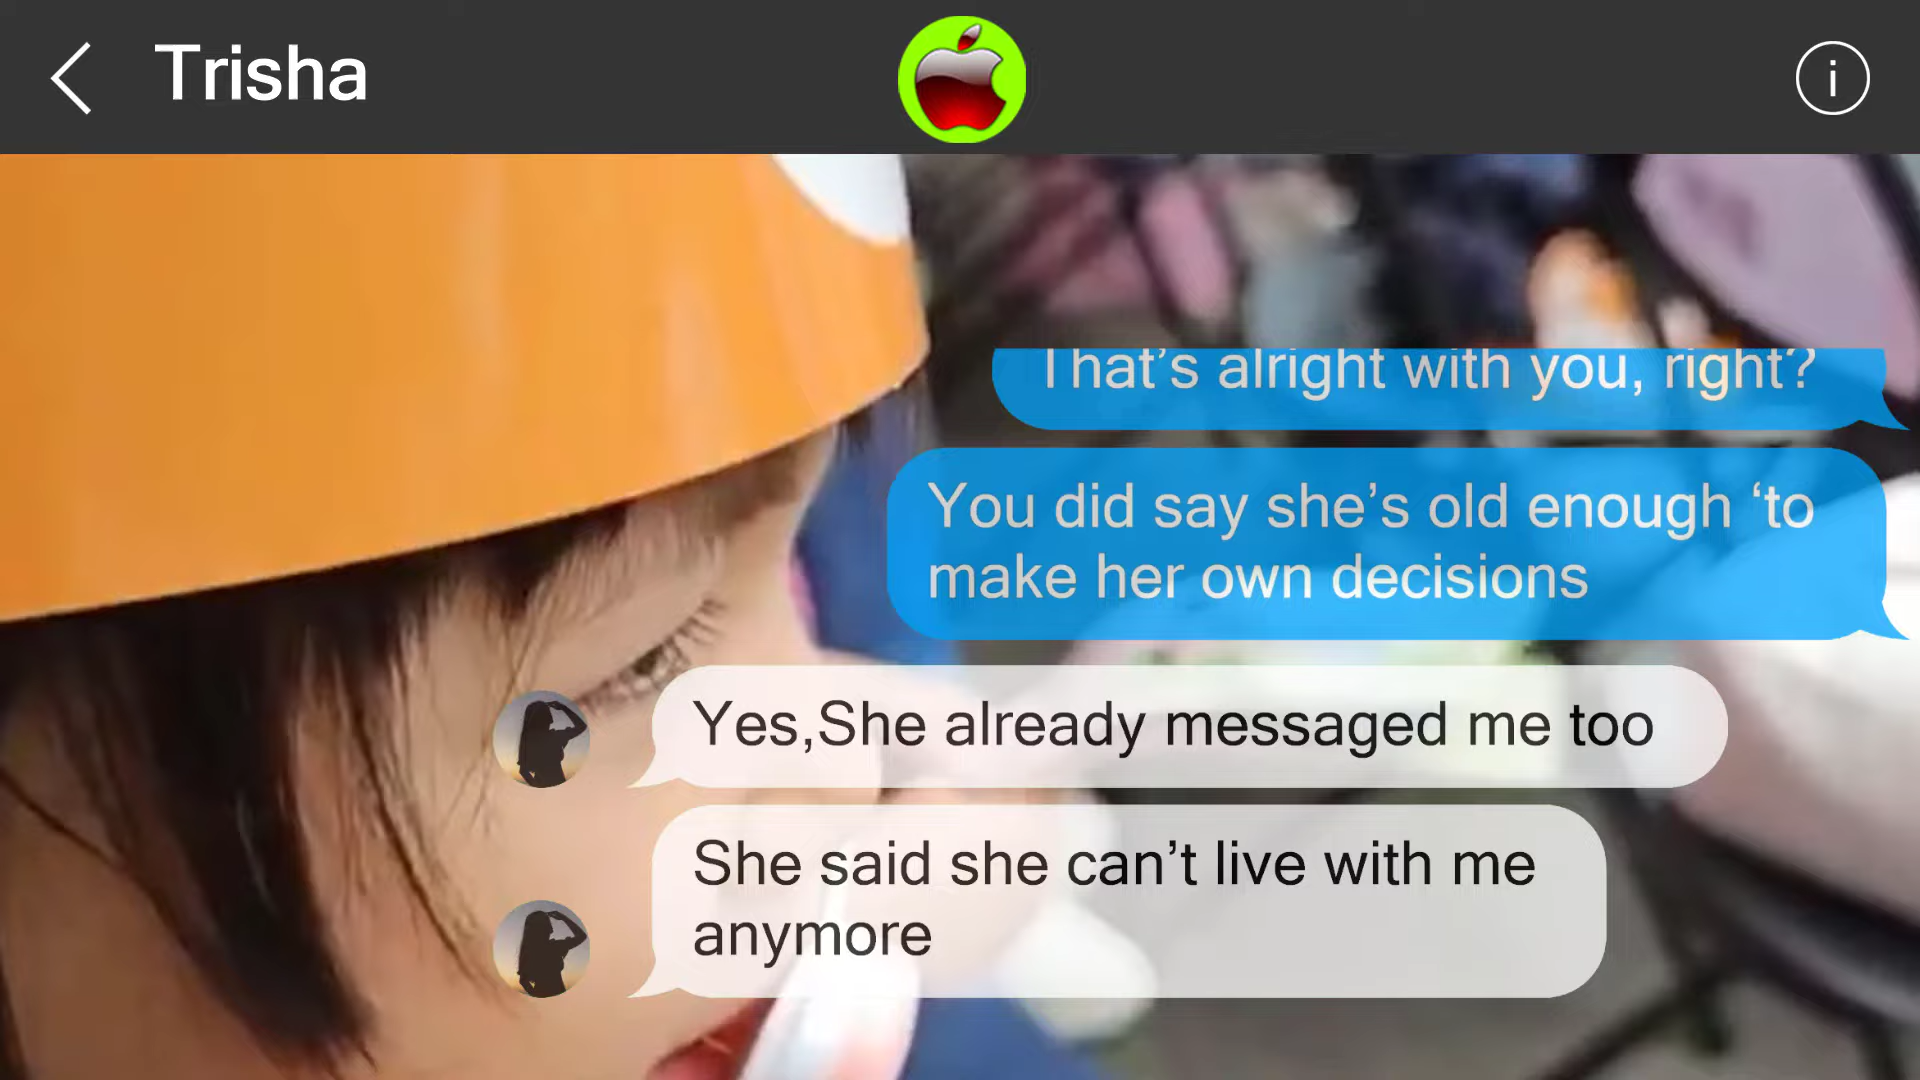 Trisha
i
That’s alright with you, right?
You did say she’s old enough ‘to
make her own decisions
Yes,She already messaged me too
She said she can’t live with me
anymore